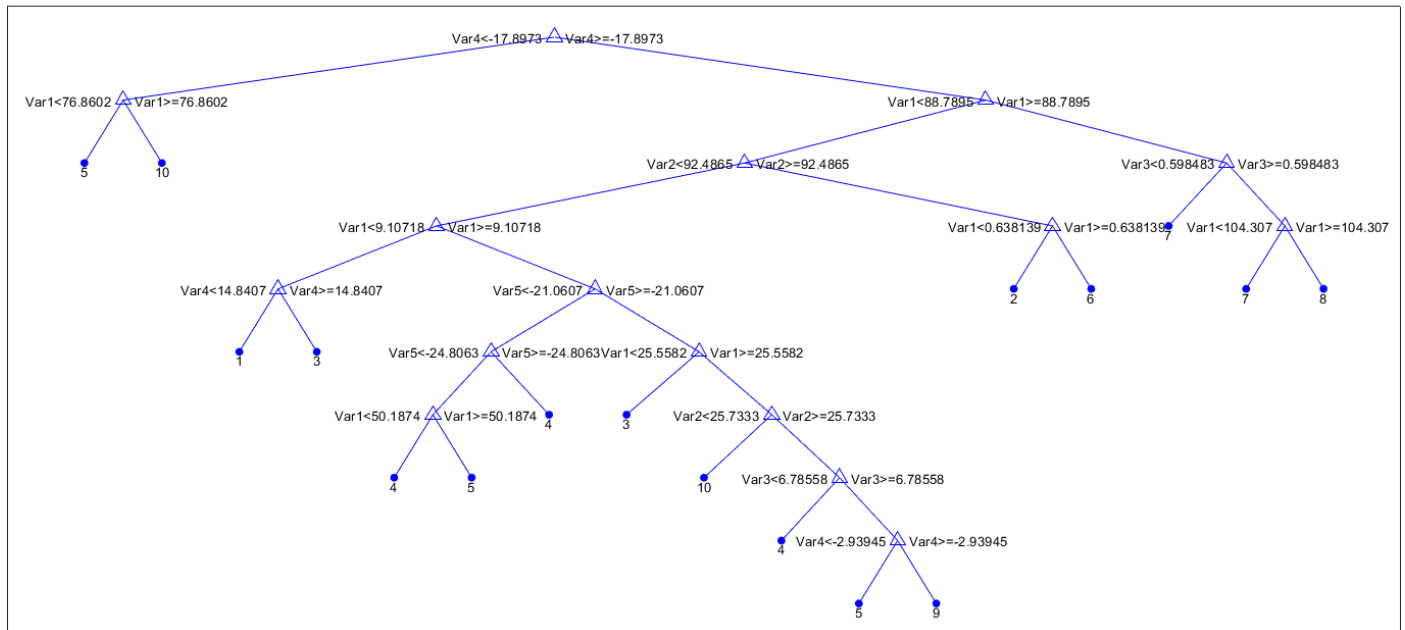 Var4<-17.8973 Var4>=-17.8973
Var1<76.8602 Var1>=76.8602 Var1<88.7895 Var1>=88.7895
5 10 Var2<92.4865 Var2>=92.4865 Var3<0.598483 Var3>=0.598483
Var1<9.10718 Var1>=9.10718 Var1<0.638139 Var1>=0.638139 7 Var1<104.307 Var1>=104.307
Var4<14.8407 Var4>=14.8407 Var5<-21.0607 Var5>=-21.0607 2 6 7 8
1 3 Var5<-24.8063 Var5>=-24.8063 Var1<25.5582 Var1>=25.5582
Var1<50.1874 Var1>=50.1874 4 3 Var2<25.7333 Var2>=25.7333
4 5 10 Var3<6.78558 Var3>=6.78558
4 Var4<-2.93945 Var4>=-2.93945
5 9